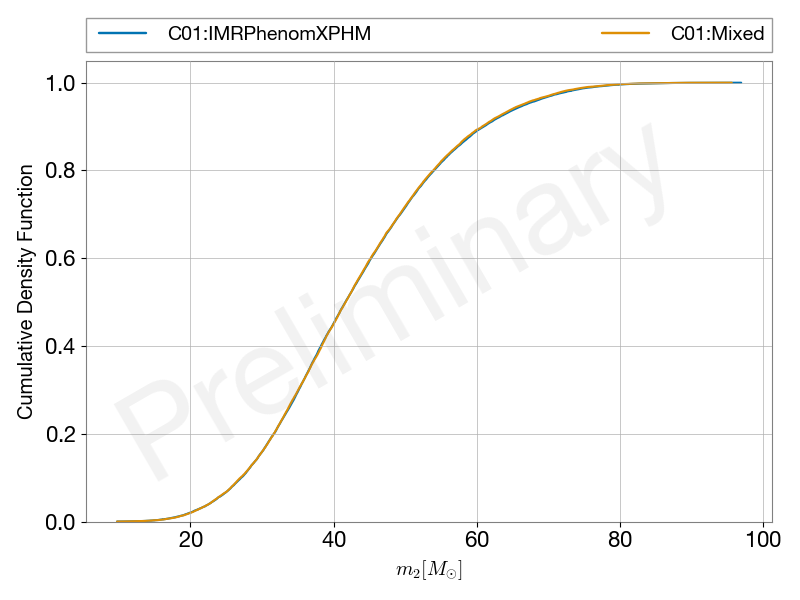 C01:IMRPhenomXPHM C01:Mixed
Cumulative Density Function
1.0
0.8
0.6
0.4
0.2
0.0
Preliminary
20 40 60 80 100
m₂[M☉]